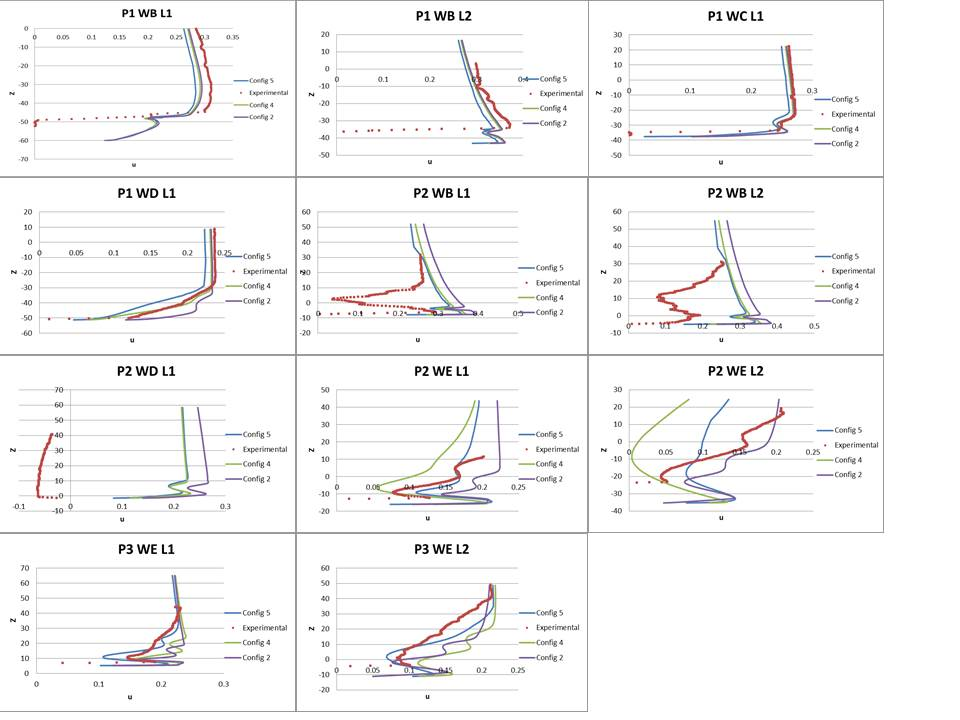 P1 WB L1
0
-10
-20
-30
-40
-50
-60
-70
0 0.05 0.1 0.15 0.2 0.25 0.3 0.35
z
u
Config 5
Experimental
Config 4
Config 2
P1 WB L2
20
10
0
-10
-20
-30
-40
-50
0 0.1 0.2 0.3 0.4
z
u
Config 5
Experimental
Config 4
Config 2
P1 WC L1
30
20
10
0
-10
-20
-30
-40
-50
0 0.1 0.2 0.3
z
u
Config 5
Experimental
Config 4
Config 2
P1 WD L1
20
10
0
-10
-20
-30
-40
-50
-60
0 0.05 0.1 0.15 0.2 0.25
z
u
Config 5
Experimental
Config 4
Config 2
P2 WB L1
60
50
40
30
20
10
0
-10
-20
0 0.1 0.2 0.3 0.4 0.5
z
u
Config 5
Experimental
Config 4
Config 2
P2 WB L2
60
50
40
30
20
10
0
-10
0 0.1 0.2 0.3 0.4 0.5
z
u
Config 5
Experimental
Config 4
Config 2
P2 WD L1
70
60
50
40
30
20
10
0
-10
-0.1 0 0.1 0.2 0.3
z
u
Config 5
Experimental
Config 4
Config 2
P2 WE L1
50
40
30
20
10
0
-10
-20
0 0.05 0.1 0.15 0.2 0.25
z
u
Config 5
Experimental
Config 4
Config 2
P2 WE L2
30
20
10
0
-10
-20
-30
-40
0 0.05 0.1 0.15 0.2 0.25
z
u
Config 5
Experimental
Config 4
Config 2
P3 WE L1
70
60
50
40
30
20
10
0
0 0.1 0.2 0.3
z
u
Config 5
Experimental
Config 4
Config 2
P3 WE L2
60
50
40
30
20
10
0
-10
-20
0 0.05 0.1 0.15 0.2 0.25
z
u
Config 5
Experimental
Config 4
Config 2